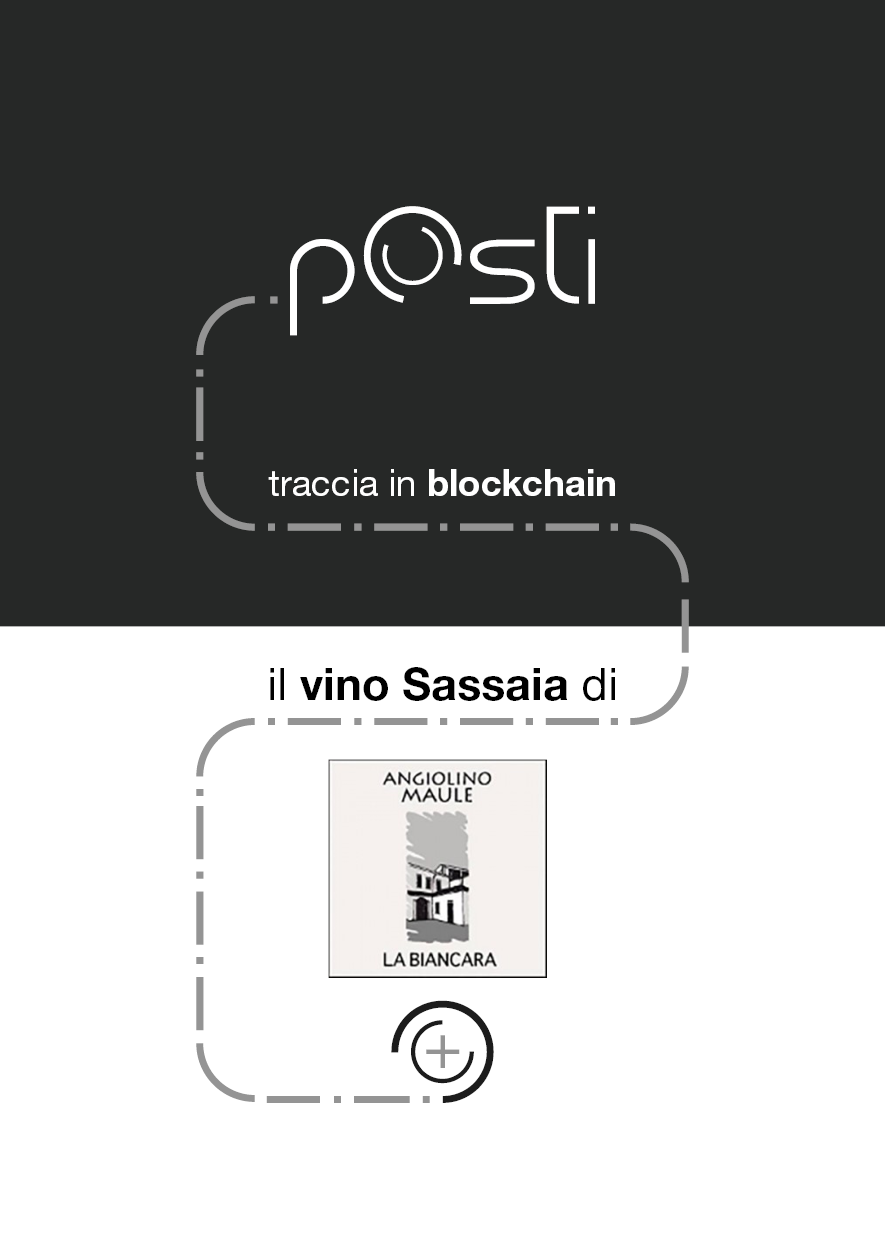 posti
traccia in blockchain
il vino Sassaia di
ANGIOLINO
MAULE
LA BIANCARA